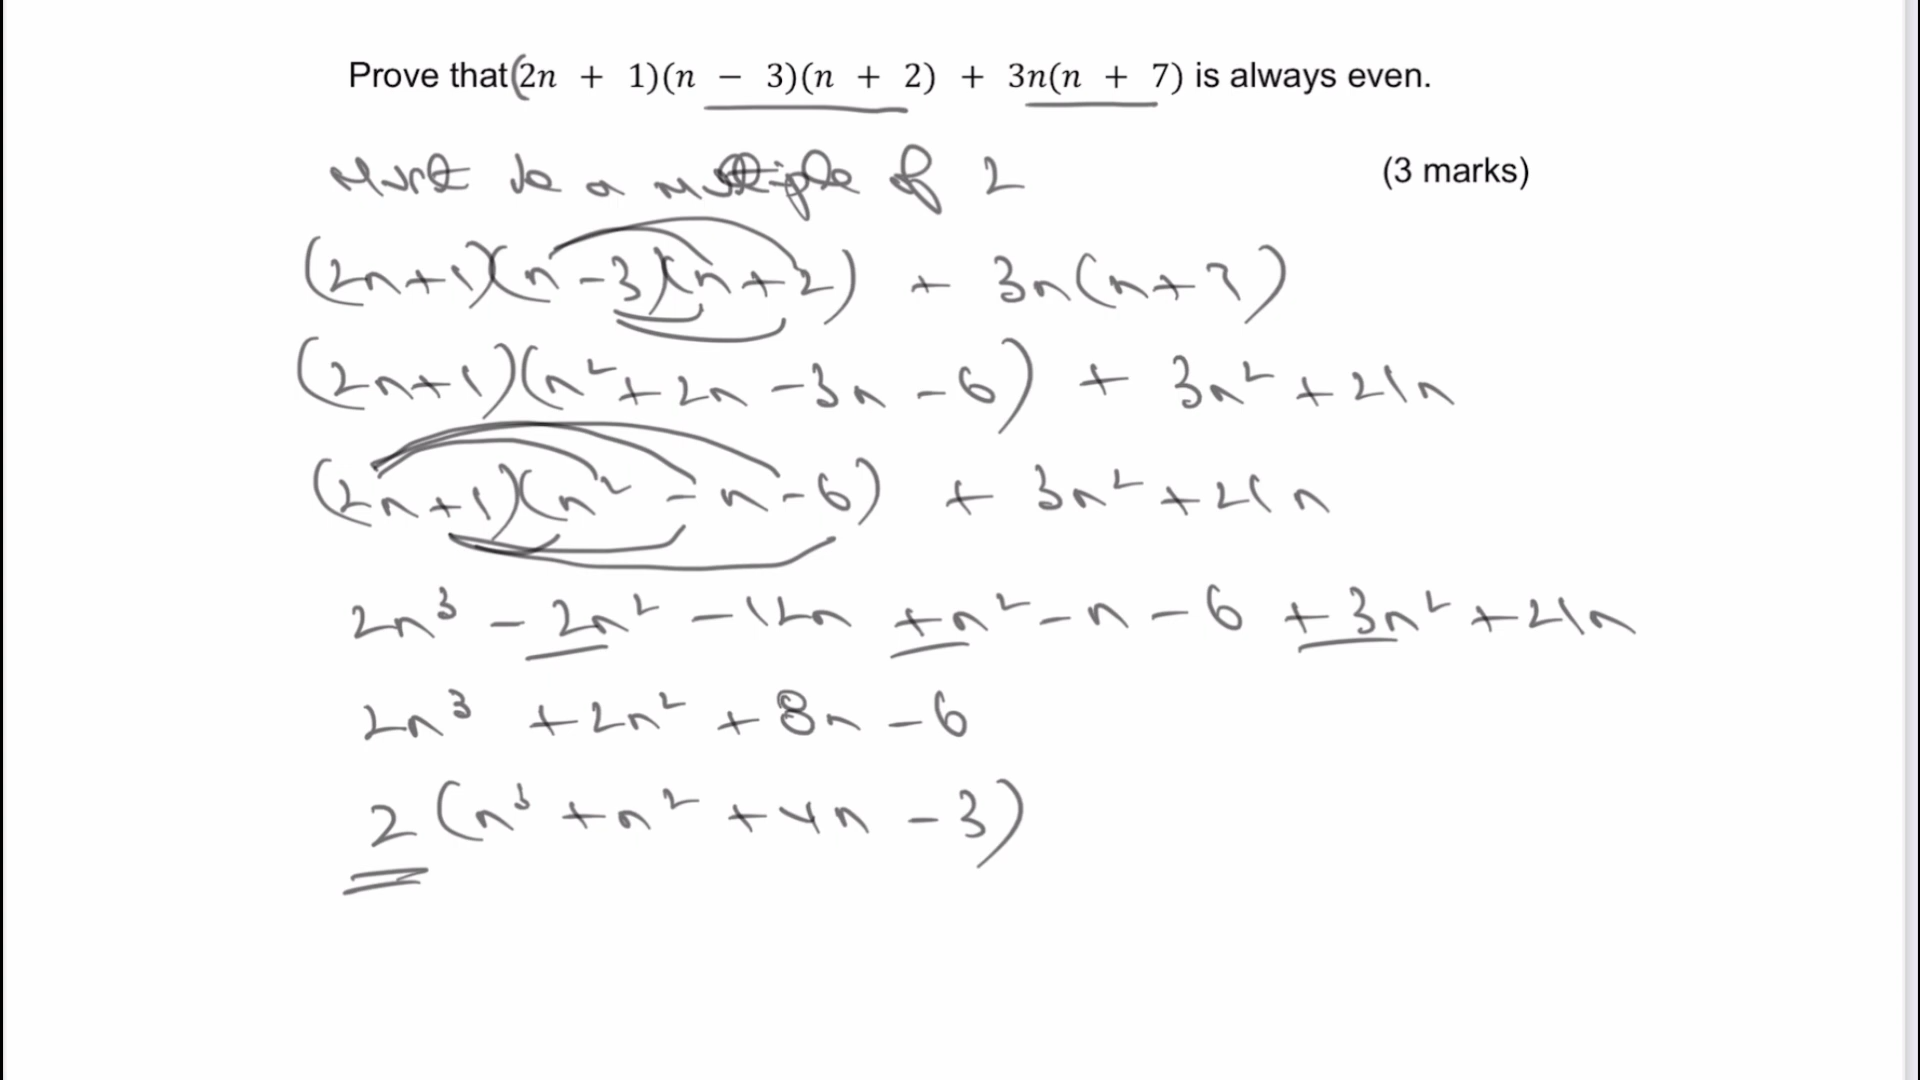 Prove that (2n + 1)(n − 3)(n + 2) + 3n(n + 7) is always even.
Must be a multiple of 2
(3 marks)
(2n+1)(n-3)(n+2) + 3n(n+7)
(2n+1)(n²+2n-3n-6) + 3n²+21n
(2n+1)(n²-n-6) + 3n²+21n
2n³ - 2n² - 12n + n² - n - 6 + 3n² + 21n
2n³ + 2n² + 8n - 6
2(n³ + n² + 4n - 3)